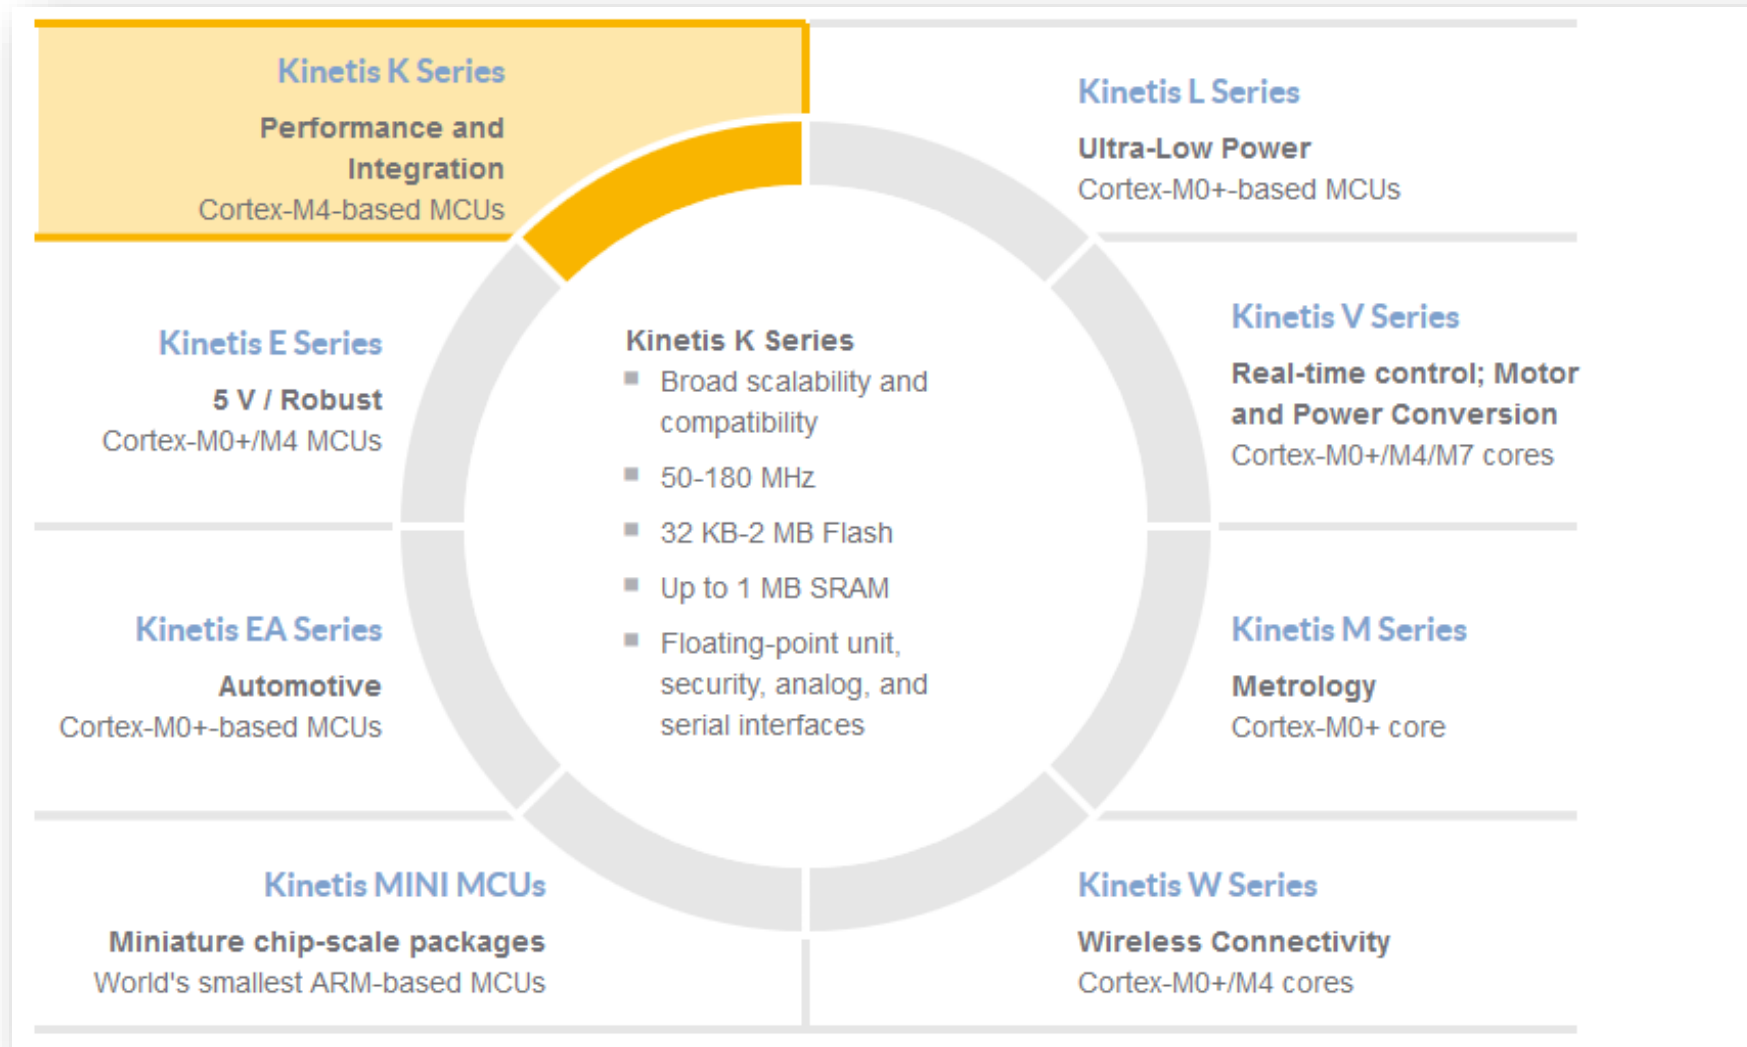 Kinetis K Series
Performance and
Integration
Cortex-M4-based MCUs
Kinetis L Series
Ultra-Low Power
Cortex-M0+-based MCUs
Kinetis E Series
5 V / Robust
Cortex-M0+/M4 MCUs
Kinetis K Series
Broad scalability and
compatibility
50-180 MHz
32 KB-2 MB Flash
Up to 1 MB SRAM
Floating-point unit,
security, analog, and
serial interfaces
Kinetis V Series
Real-time control; Motor
and Power Conversion
Cortex-M0+/M4/M7 cores
Kinetis EA Series
Automotive
Cortex-M0+-based MCUs
Kinetis M Series
Metrology
Cortex-M0+ core
Kinetis MINI MCUs
Miniature chip-scale packages
World's smallest ARM-based MCUs
Kinetis W Series
Wireless Connectivity
Cortex-M0+/M4 cores